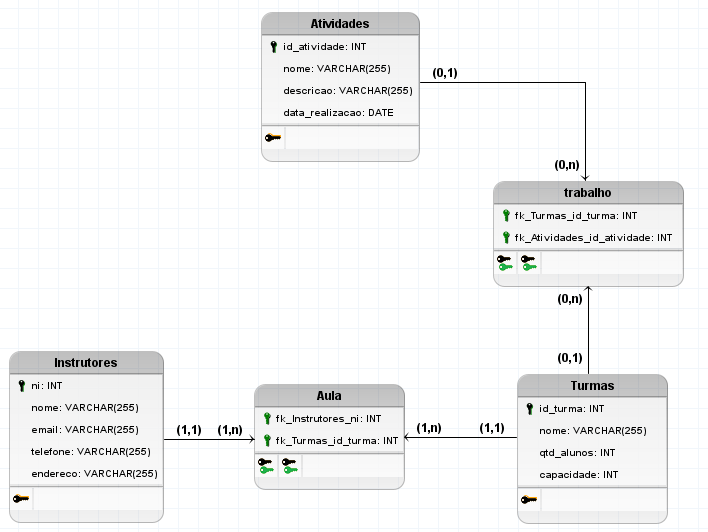 Atividades
id_atividade: INT
nome: VARCHAR(255)
descricao: VARCHAR(255)
data_realizacao: DATE
(0,1)
(0,n)
trabalho
fk_Turmas_id_turma: INT
fk_Atividades_id_atividade: INT
(0,n)
(0,1)
Instrutores
ni: INT
nome: VARCHAR(255)
email: VARCHAR(255)
telefone: VARCHAR(255)
endereco: VARCHAR(255)
(1,1)
(1,n)
Aula
fk_Instrutores_ni: INT
fk_Turmas_id_turma: INT
(1,n)
(1,1)
Turmas
id_turma: INT
nome: VARCHAR(255)
qtd_alunos: INT
capacidade: INT